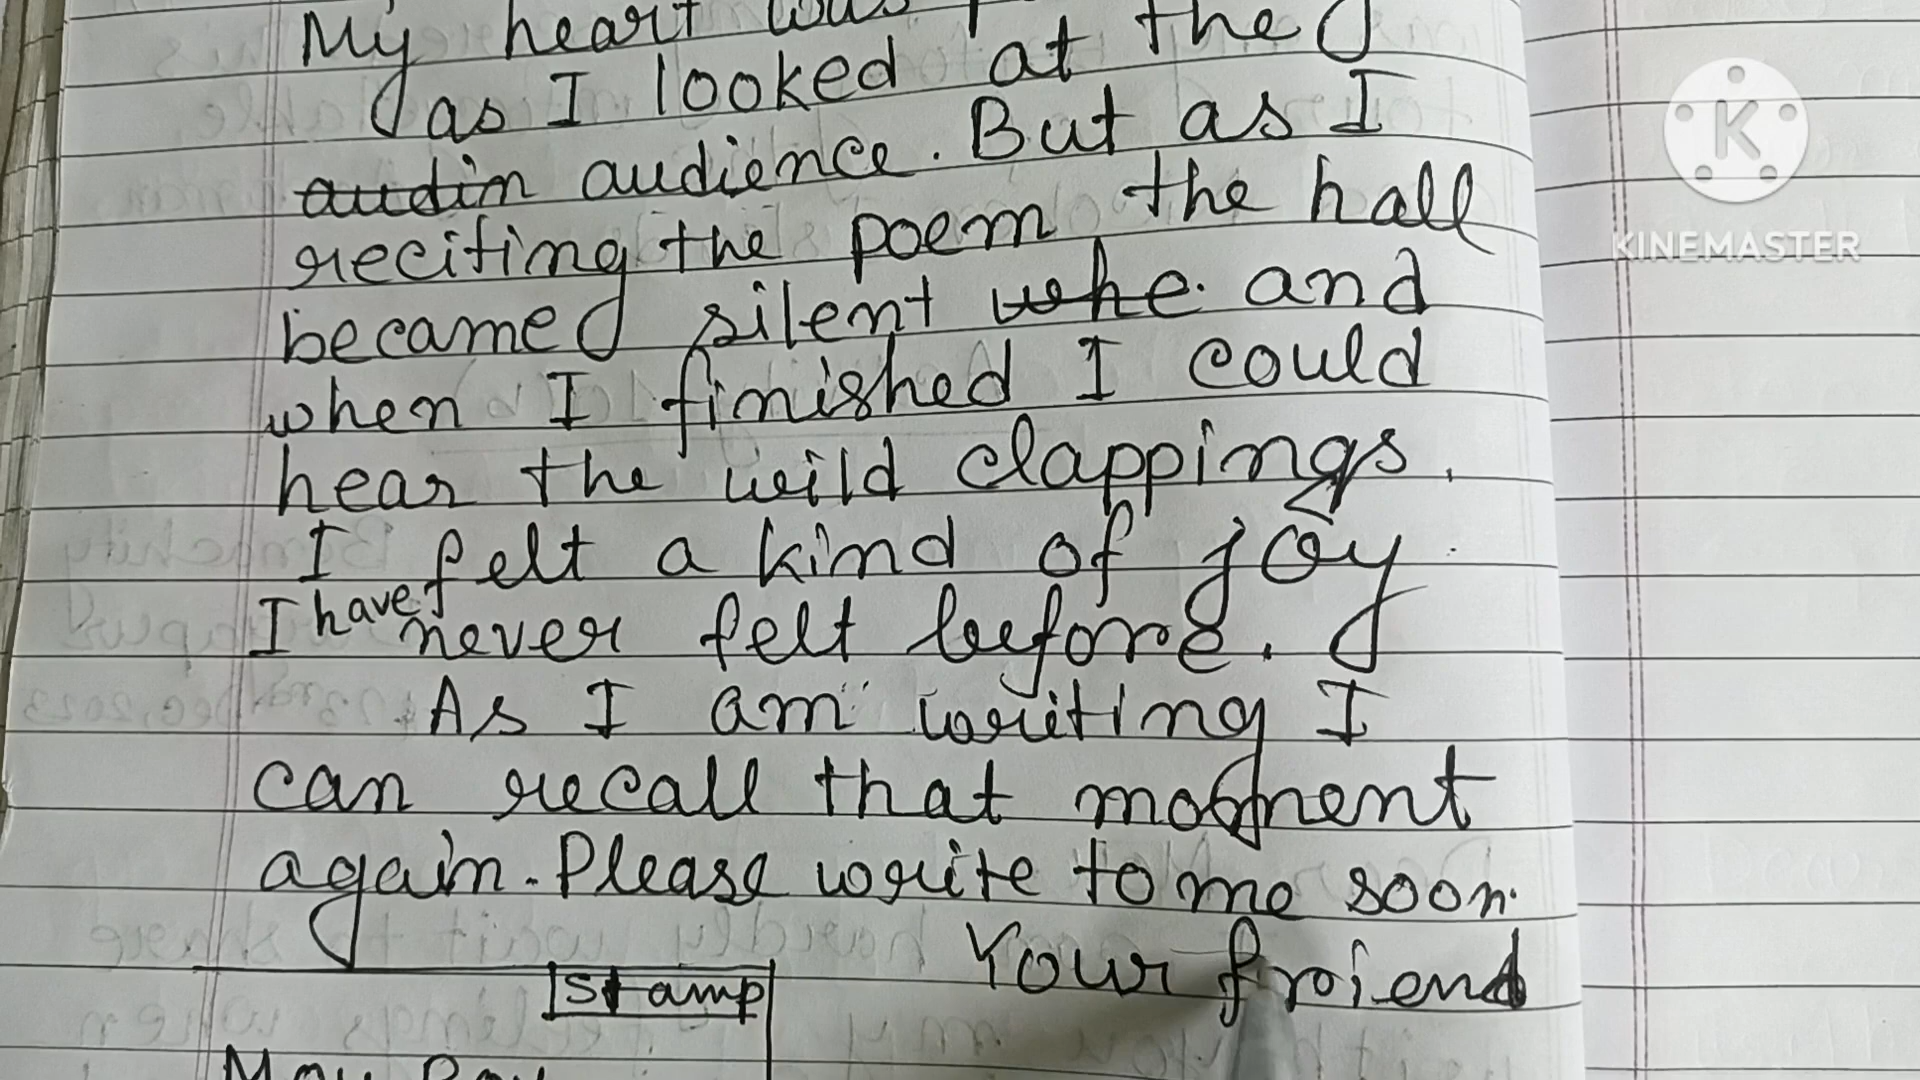 My heart was
as I looked at the
audim audience. But as I
reciting the poem the hall
became silent whe and
when I finished I could
hear the wild clappings.
I felt a kind of joy
I have never felt before.
As I am writing I
can recall that moment
again. Please write to me soon.
Your friend
Stamp
KINEMASTER